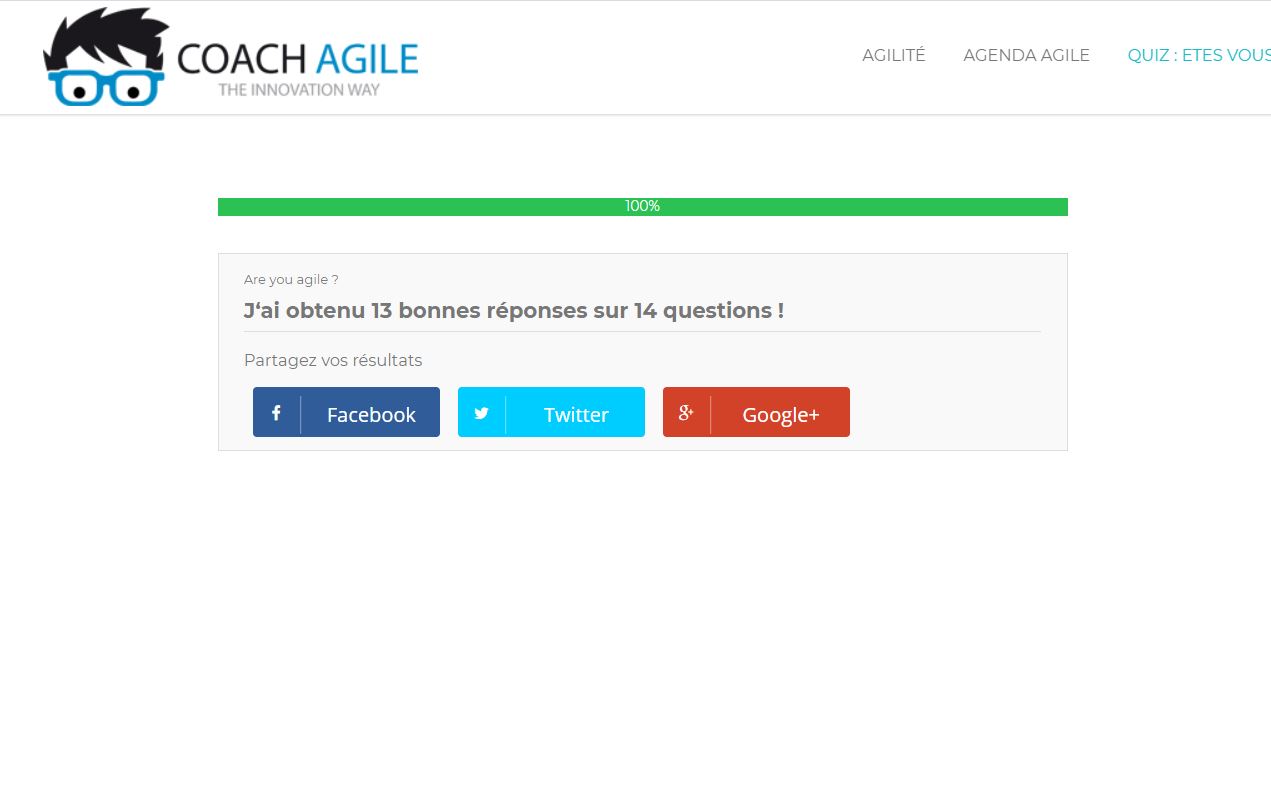 COACH AGILE
THE INNOVATION WAY
AGILITÉ
AGENDA AGILE
QUIZ : ETES VOUS
100%
Are you agile ?
J‘ai obtenu 13 bonnes réponses sur 14 questions !
Partagez vos résultats
Facebook
Twitter
Google+